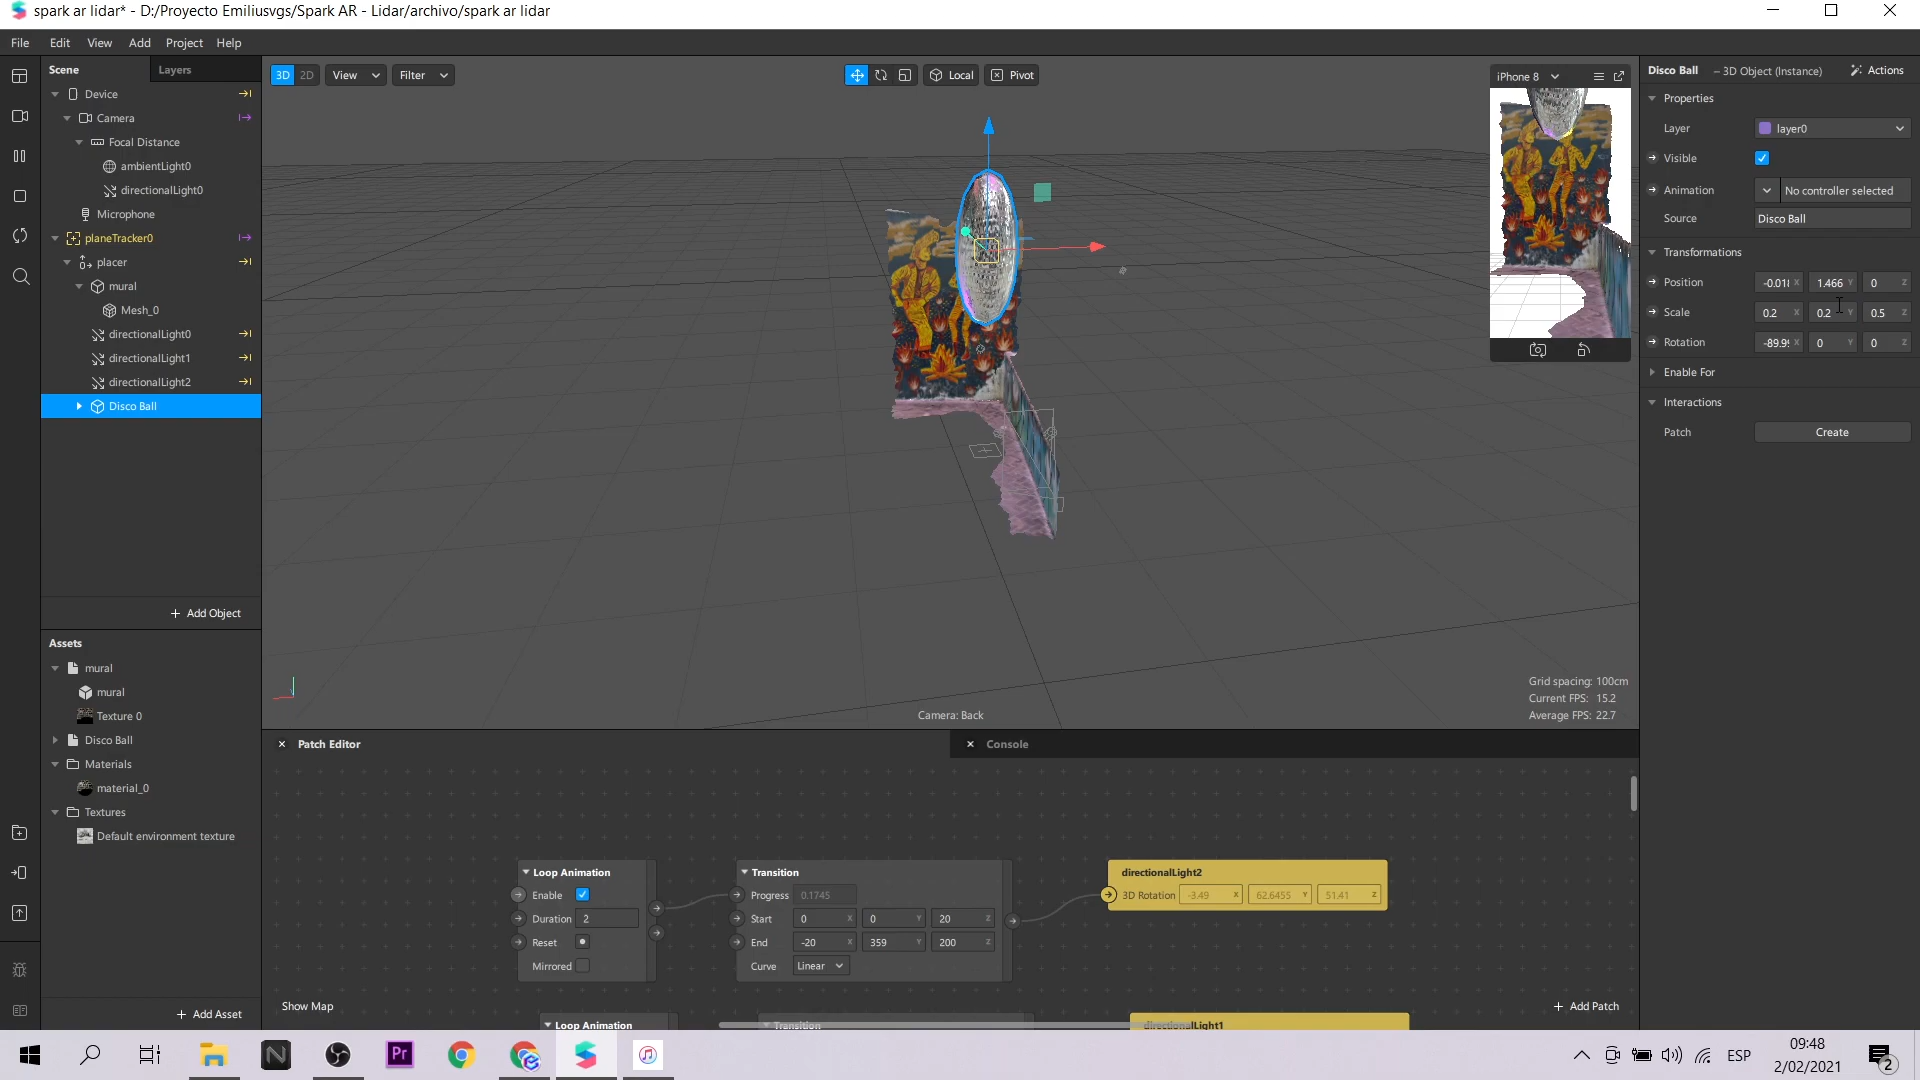 spark ar lidar* - D:/Proyecto Emiliusvgs/Spark AR - Lidar/archivo/spark ar lidar
File Edit View Add Project Help
Scene Layers
Device
Camera
Focal Distance
ambientLight0
directionalLight0
Microphone
planeTracker0
placer
mural
Mesh_0
directionalLight0
directionalLight1
directionalLight2
Disco Ball
+ Add Object
Assets
mural
mural
Texture 0
Disco Ball
Materials
material_0
Textures
Default environment texture
+ Add Asset
3D 2D View Filter Local Pivot
iPhone 8
Grid spacing: 100cm
Current FPS: 15.2
Average FPS: 22.7
Camera: Back
Disco Ball – 3D Object (Instance) Actions
Properties
Layer layer0
Visible
Animation No controller selected
Source Disco Ball
Transformations
Position -0.01 X 1.466 Y 0 Z
Scale 0.2 X 0.2 Y 0.5 Z
Rotation -89.9 X 0 Y 0 Z
Enable For
Interactions
Patch Create
Patch Editor
Console
Loop Animation
Enable
Duration 2
Reset
Mirrored
Transition
Progress 0.1745
Start 0 X 0 Y 20 Z
End -20 X 359 Y 200 Z
Curve Linear
directionalLight2
3D Rotation -3.49 X 62.6455 Y 51.41 Z
Show Map
+ Add Patch
Loop Animation
Transition
directionalLight1
Pr
ESP
09:48
2/02/2021
2